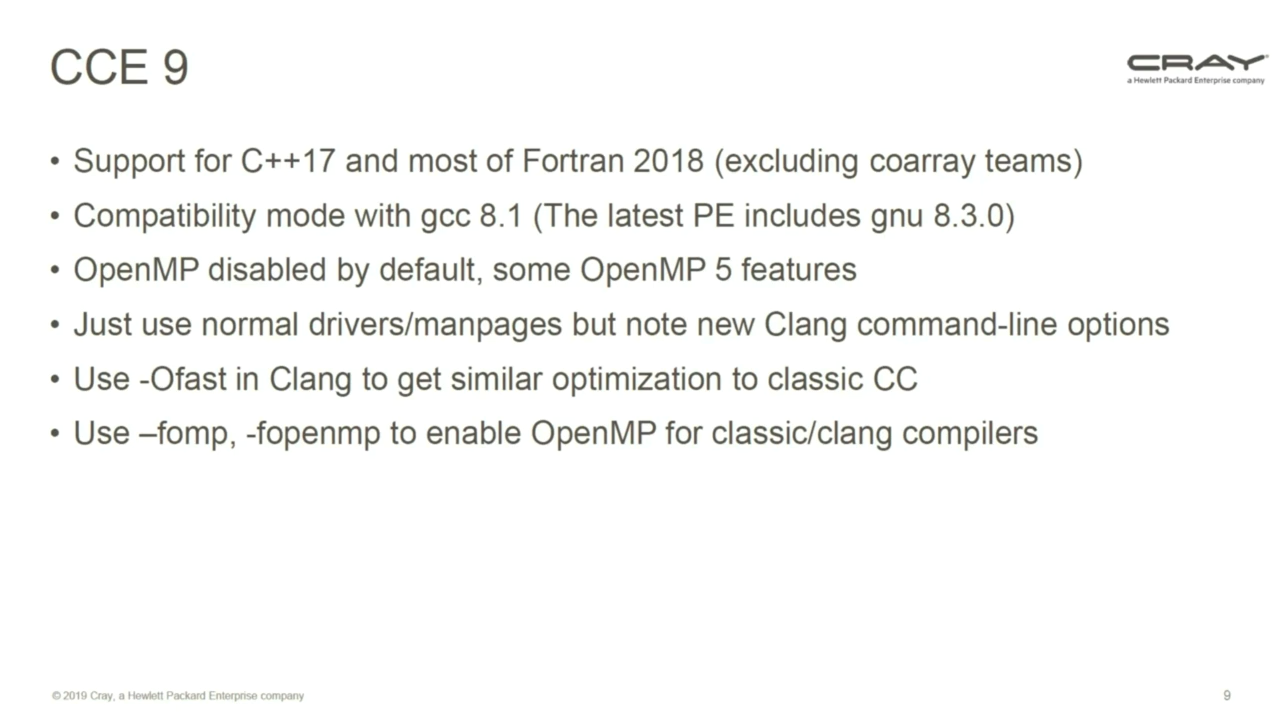 CCE 9
CRAY
a Hewlett Packard Enterprise company
• Support for C++17 and most of Fortran 2018 (excluding coarray teams)
• Compatibility mode with gcc 8.1 (The latest PE includes gnu 8.3.0)
• OpenMP disabled by default, some OpenMP 5 features
• Just use normal drivers/manpages but note new Clang command-line options
• Use -Ofast in Clang to get similar optimization to classic CC
• Use –fomp, -fopenmp to enable OpenMP for classic/clang compilers
© 2019 Cray, a Hewlett Packard Enterprise company
9